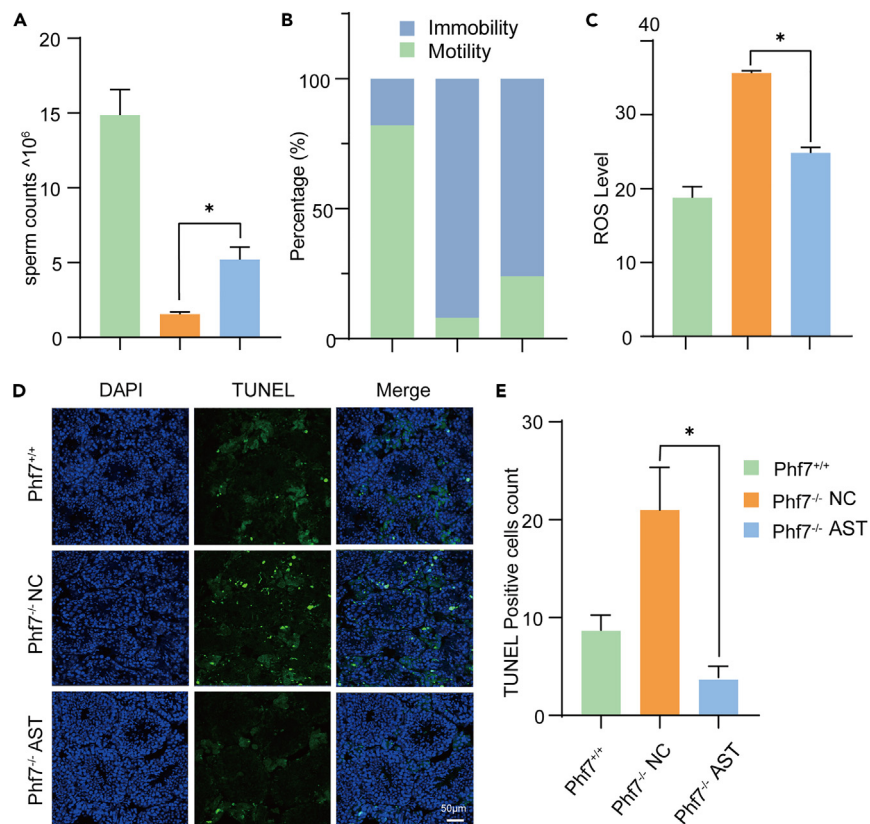 A
20
15
10
5
0
sperm counts ^10⁶
*
B
Immobility
Motility
100
50
0
Percentage (%)
C
40
30
20
10
0
ROS Level
*
D
DAPI TUNEL Merge
Phf7⁺/⁺
Phf7⁻/⁻ NC
Phf7⁻/⁻ AST
50μm
E
30
20
10
0
TUNEL Positive cells count
*
Phf7⁺/⁺
Phf7⁻/⁻ NC
Phf7⁻/⁻ AST
Phf7⁺/⁺
Phf7⁻/⁻ NC
Phf7⁻/⁻ AST